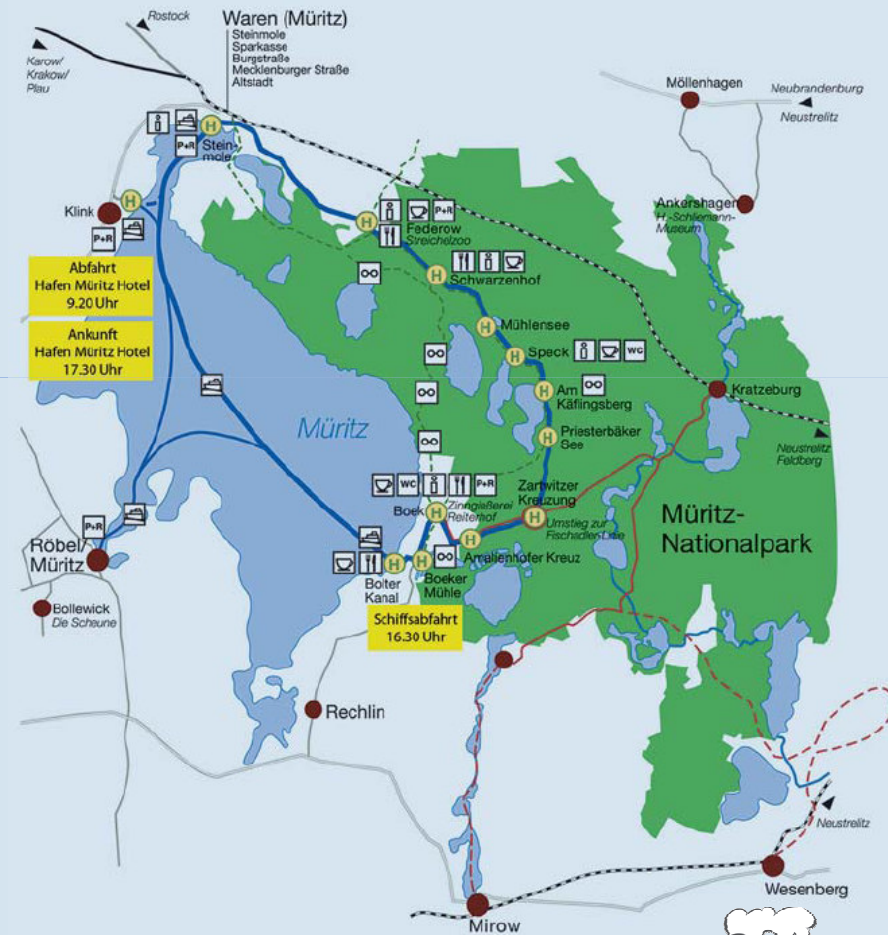 Rostock
Waren (Müritz)
Steinmole
Sparkasse
Burgstraße
Mecklenburger Straße
Altstadt
Karow/
Krakow/
Plau
Möllenhagen
Neubrandenburg
Neustrelitz
i
H
P+R
Stein-
mole
H
Klink
P+R
Ankershagen
H.-Schliemann-
Museum
i
P+R
H
Federow
Streichelzoo
Abfahrt
Hafen Müritz Hotel
9.20 Uhr
i
H
Schwarzenhof
Ankunft
Hafen Müritz Hotel
17.30 Uhr
H
Mühlensee
H
Speck
i
WC
H
Am
Käflingsberg
Kratzeburg
Müritz
H
Priesterbäker
See
Neustrelitz
Feldberg
WC
i
P+R
Zartwitzer
Kreuzung
Boek
H
Zinngießerei
Reiterhof
H
Umstieg zur
Fischadler-Linie
Müritz-
Nationalpark
P+R
Röbel/
Müritz
H
Amalienhofer Kreuz
H
Bolter
Kanal
H
Boeker
Mühle
Bollewick
Die Scheune
Schiffsabfahrt
16.30 Uhr
Rechlin
Neustrelitz
Wesenberg
Mirow